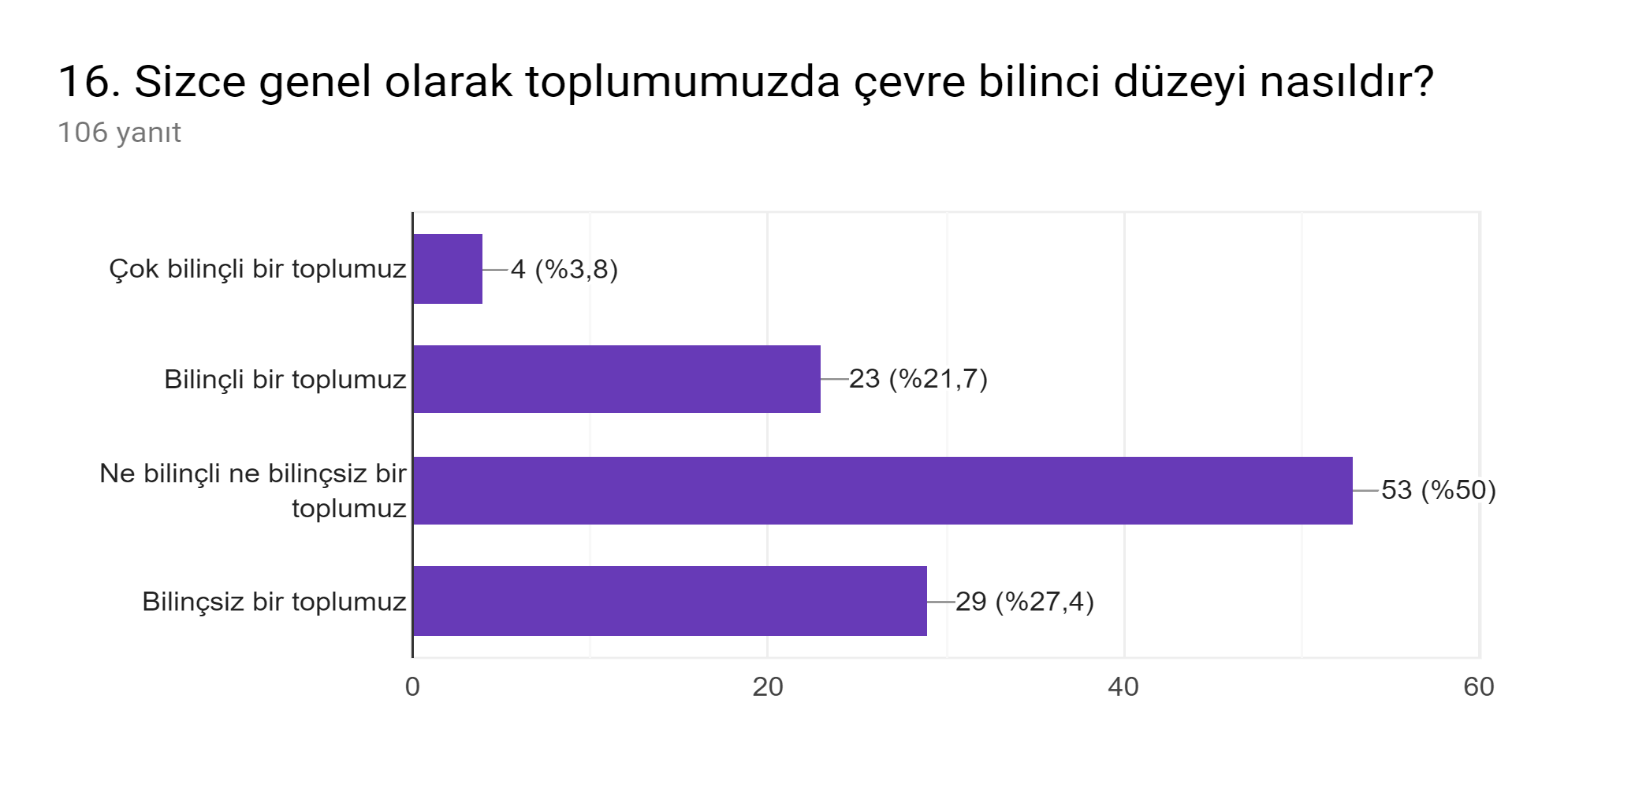 16. Sizce genel olarak toplumumuzda çevre bilinci düzeyi nasıldır?
106 yanıt
Çok bilinçli bir toplumuz
4 (%3,8)
Bilinçli bir toplumuz
23 (%21,7)
Ne bilinçli ne bilinçsiz bir
toplumuz
53 (%50)
Bilinçsiz bir toplumuz
29 (%27,4)
0
20
40
60